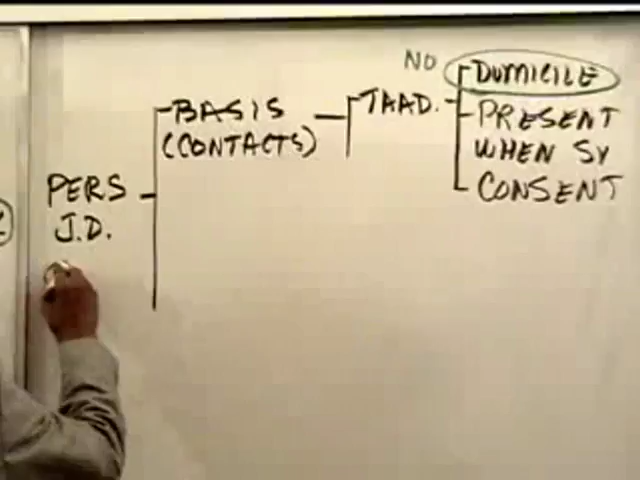 NO DOMICILE
BASIS TRAD. PRESENT
(CONTACTS) WHEN SV
PERS CONSENT
J.D.